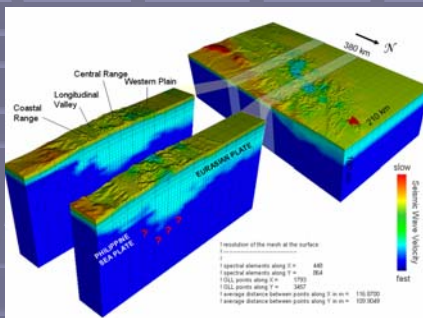 380 km
N
Central Range
Western Plain
Longitudinal
Valley
Coastal
Range
210 km
EURASIAN PLATE
PHILIPPINE
SEA PLATE
slow
Seismic Wave Velocity
fast
! resolution of the mesh at the surface
! spectral elements along X =
! spectral elements along Y =
! GLL points along X = 1793
! GLL points along Y = 3457
! average distance between points along X in m =
! average distance between points along Y in m =